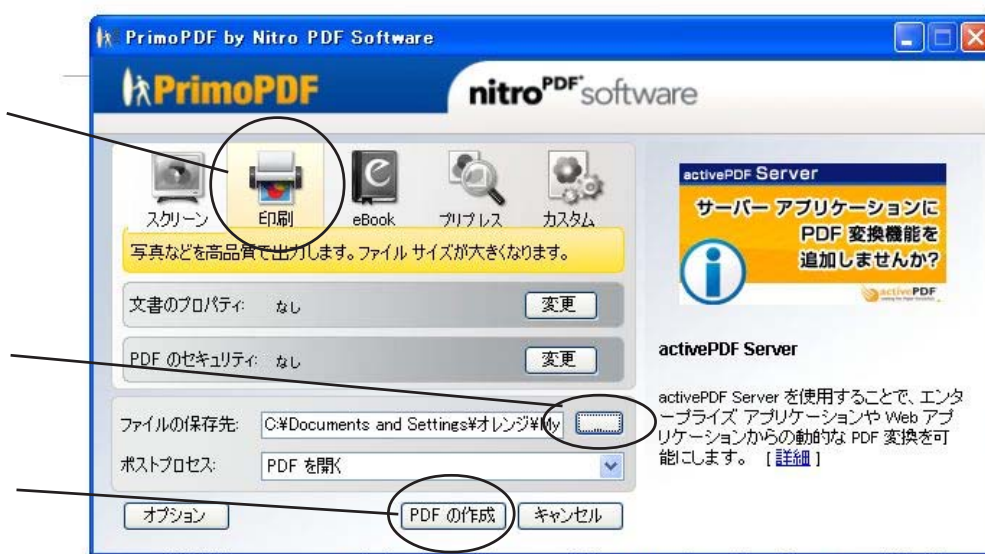 PrimoPDF by Nitro PDF Software
PrimoPDF
nitro PDF software
スクリーン 印刷 eBook プリプレス カスタム
写真などを高品質で出力します。ファイル サイズが大きくなります。
文書のプロパティ: なし 変更
PDF のセキュリティ: なし 変更
ファイルの保存先: C:¥Documents and Settings¥オレンジ¥My ...
ポストプロセス: PDF を開く
オプション PDF の作成 キャンセル
activePDF Server
サーバー アプリケーションに
PDF 変換機能を
追加しませんか?
activePDF
activePDF Server
activePDF Server を使用することで、エンタ
ープライズ アプリケーションや Web アプ
リケーションからの動的な PDF 変換を可
能にします。 [詳細]